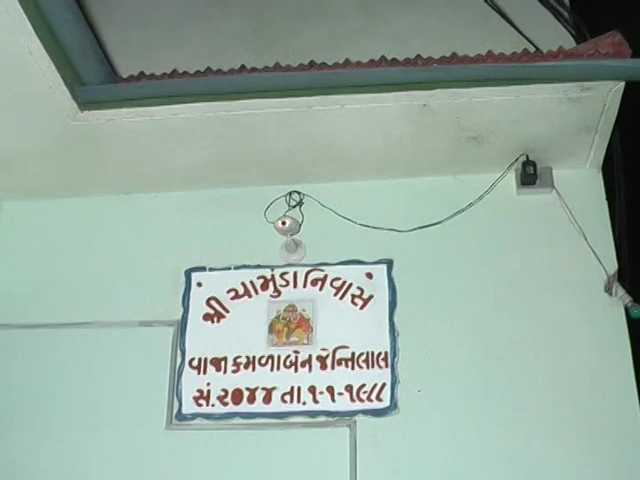 શ્રી ચામુંડા નિવાસ
વાજા કમળાબેન જેન્તિલાલ
સં.૨૦૪૪ તા.૧-૧-૧૯૮૮